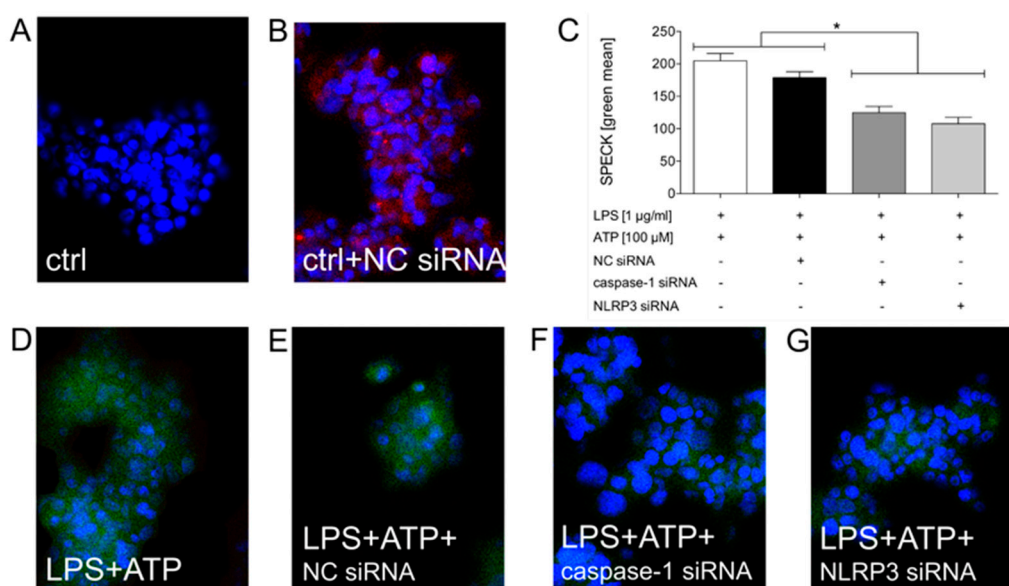 A
ctrl
B
ctrl+NC siRNA
C
*
SPECK [green mean]
200
150
100
50
0
LPS [1 µg/ml] + + + +
ATP [100 µM] + + + +
NC siRNA - + - -
caspase-1 siRNA - - + -
NLRP3 siRNA - - - +
D
LPS+ATP
E
LPS+ATP+
NC siRNA
F
LPS+ATP+
caspase-1 siRNA
G
LPS+ATP+
NLRP3 siRNA